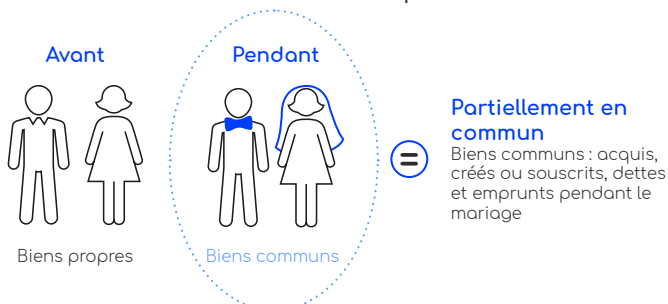 Avant
Pendant
Partiellement en
commun
Biens communs : acquis,
créés ou souscrits, dettes
et emprunts pendant le
mariage
Biens propres
Biens communs